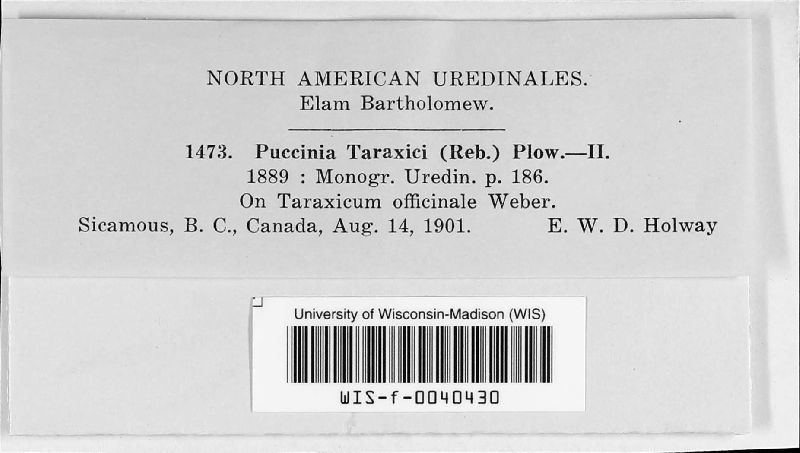 NORTH AMERICAN UREDINALES.
Elam Bartholomew.
1473. Puccinia Taraxici (Reb.) Plow.—II.
1889 : Monogr. Uredin. p. 186.
On Taraxicum officinale Weber.
Sicamous, B. C., Canada, Aug. 14, 1901. E. W. D. Holway
University of Wisconsin-Madison (WIS)
WIS-f-0040430